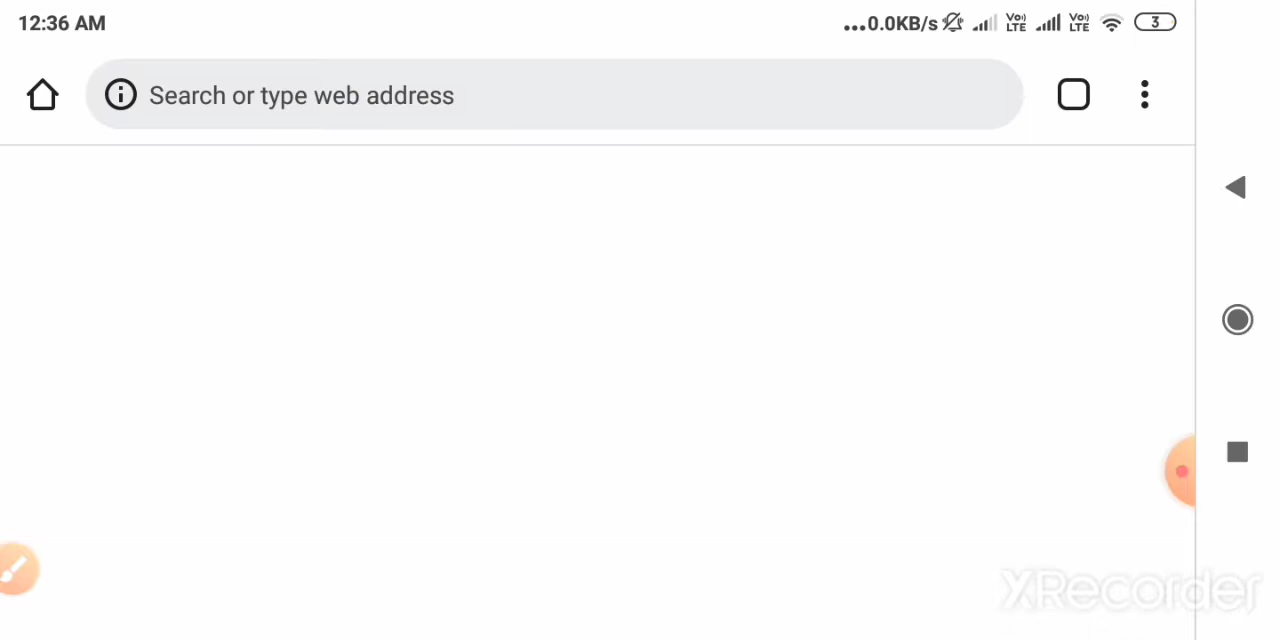 12:36 AM
...0.0KB/s Vo) LTE Vo) LTE 3
Search or type web address
XRecorder